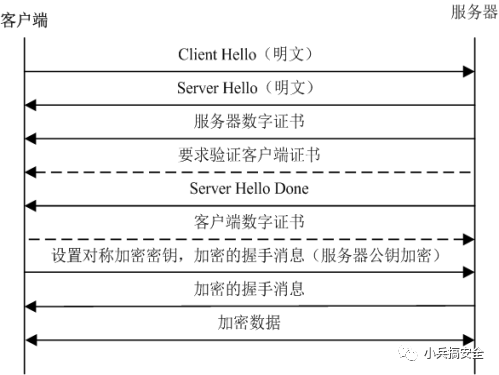 客户端
服务器
Client Hello（明文）
Server Hello（明文）
服务器数字证书
要求验证客户端证书
Server Hello Done
客户端数字证书
设置对称加密密钥，加密的握手消息（服务器公钥加密）
加密的握手消息
加密数据
小兵搞安全